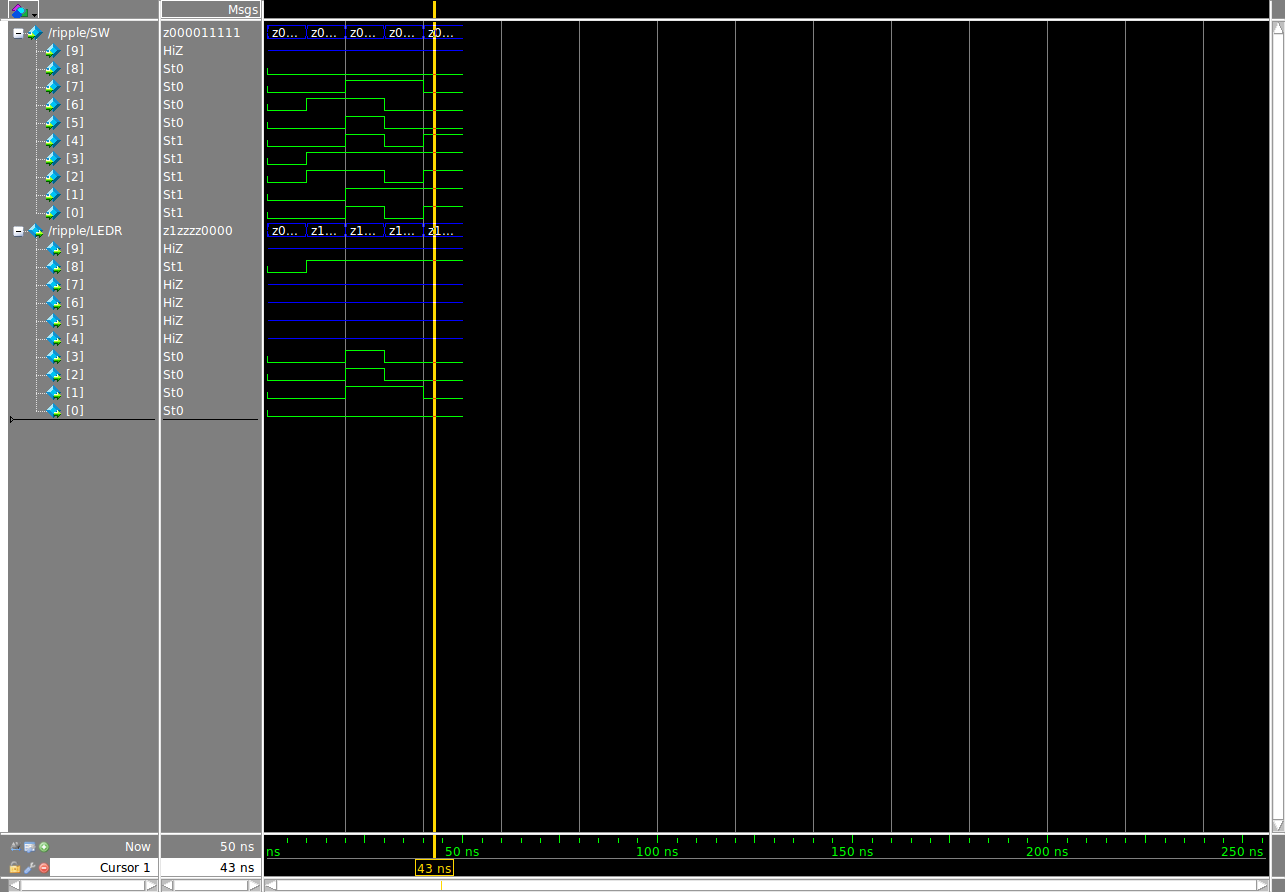 Msgs
/ripple/SW z000011111 z0... z0... z0... z0... z0...
[9] HiZ
[8] St0
[7] St0
[6] St0
[5] St0
[4] St1
[3] St1
[2] St1
[1] St1
[0] St1
/ripple/LEDR z1zzzz0000 z0... z1... z1... z1... z1...
[9] HiZ
[8] St1
[7] HiZ
[6] HiZ
[5] HiZ
[4] HiZ
[3] St0
[2] St0
[1] St0
[0] St0
Now 50 ns ns 50 ns 100 ns 150 ns 200 ns 250 ns
Cursor 1 43 ns 43 ns